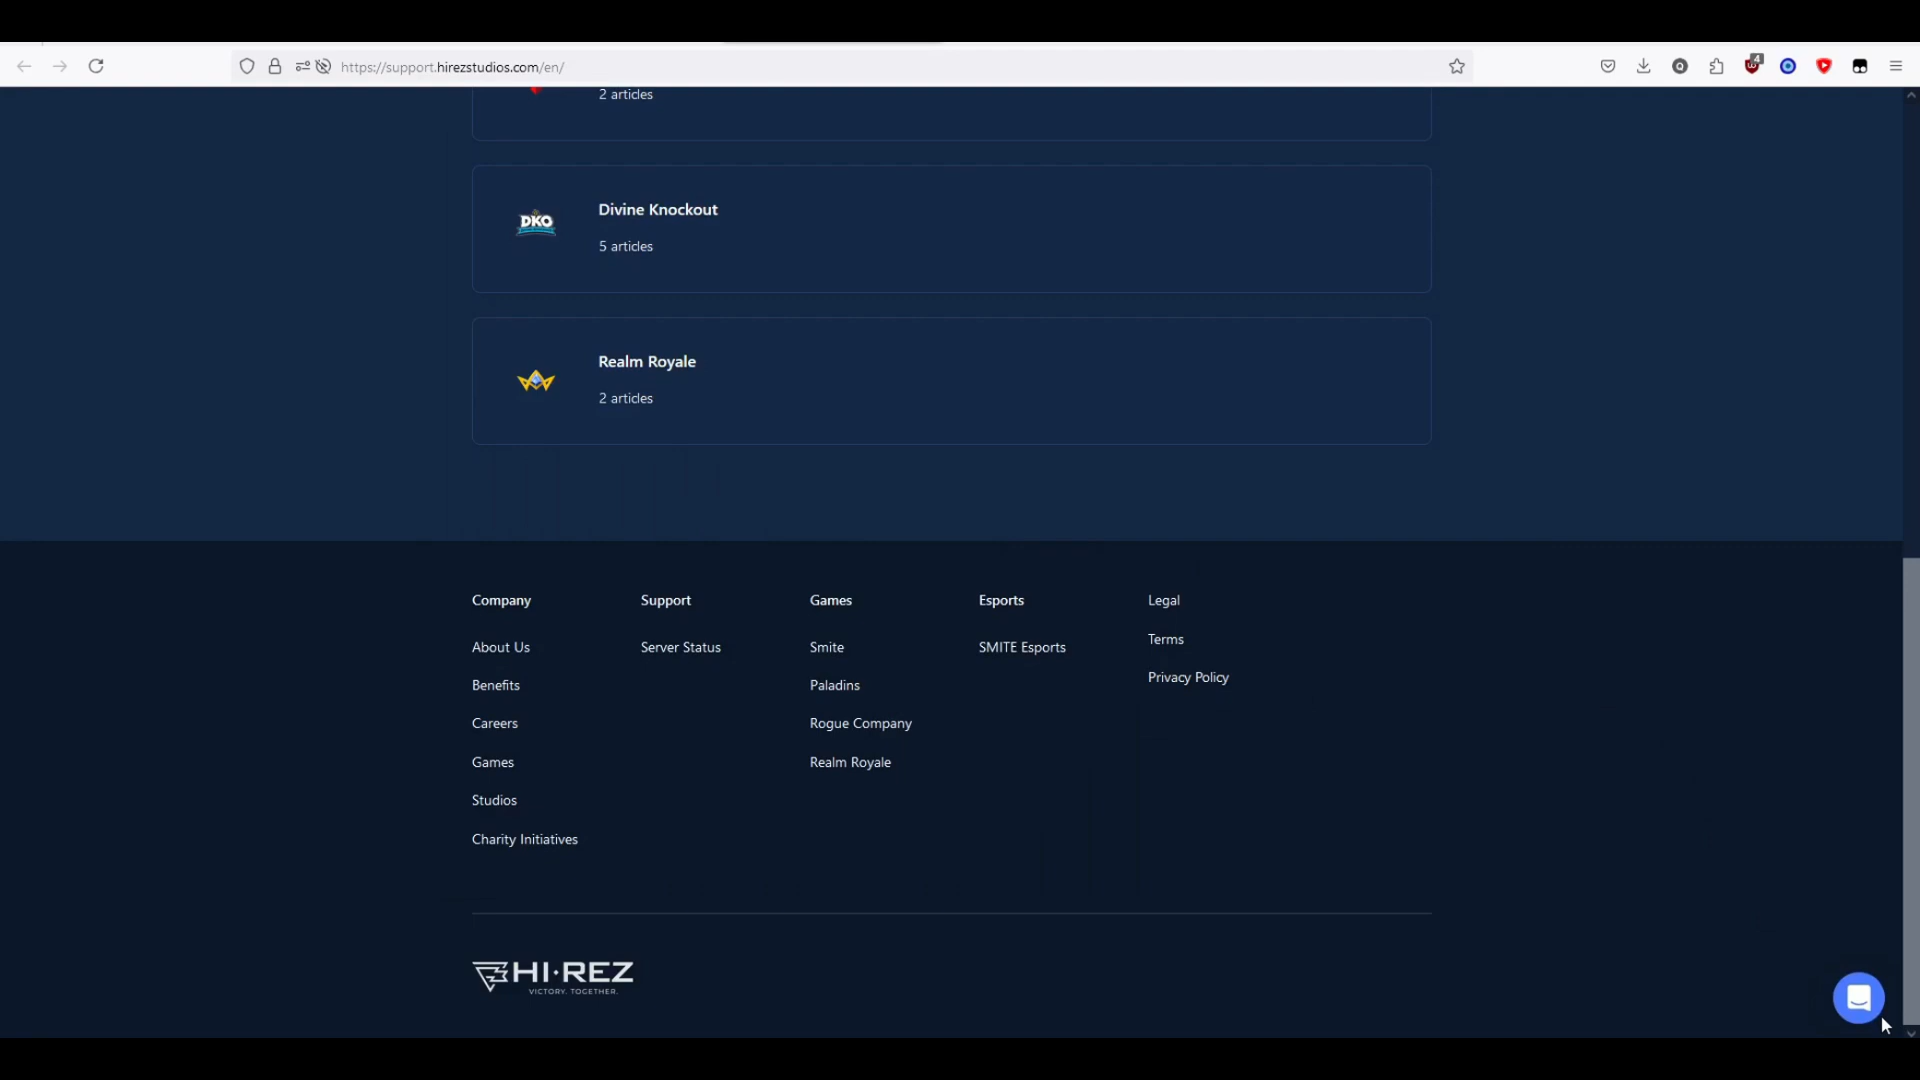 https://support.hirezstudios.com/en/
4
2 articles
DKO
Divine Knockout
5 articles
Realm Royale
2 articles
Company
About Us
Benefits
Careers
Games
Studios
Charity Initiatives
Support
Server Status
Games
Smite
Paladins
Rogue Company
Realm Royale
Esports
SMITE Esports
Legal
Terms
Privacy Policy
HI-REZ
VICTORY. TOGETHER.